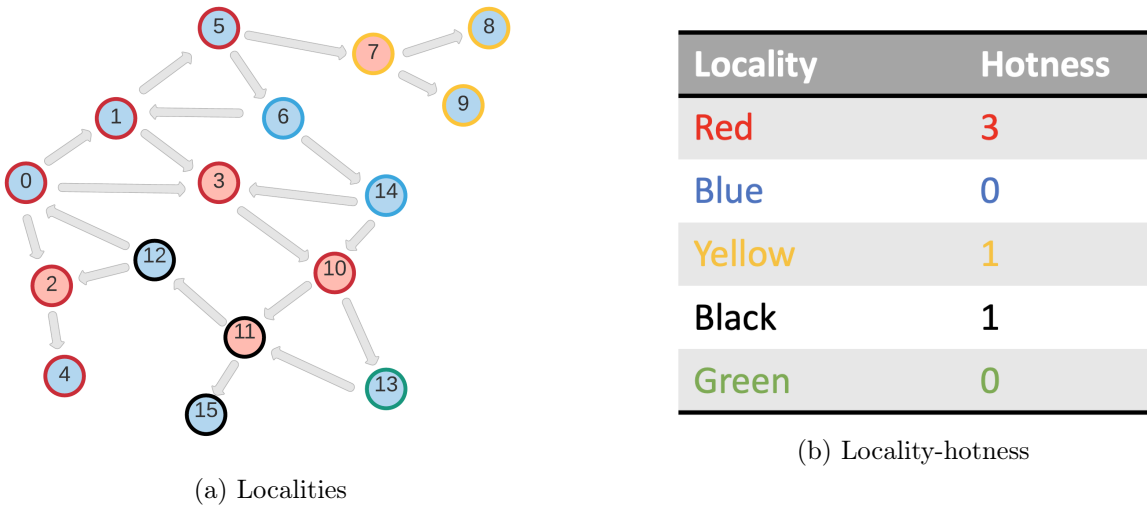 5
8
7
9
1
6
0
3
14
12
2
10
11
4
13
15
(a) Localities
Locality Hotness
Red 3
Blue 0
Yellow 1
Black 1
Green 0
(b) Locality-hotness